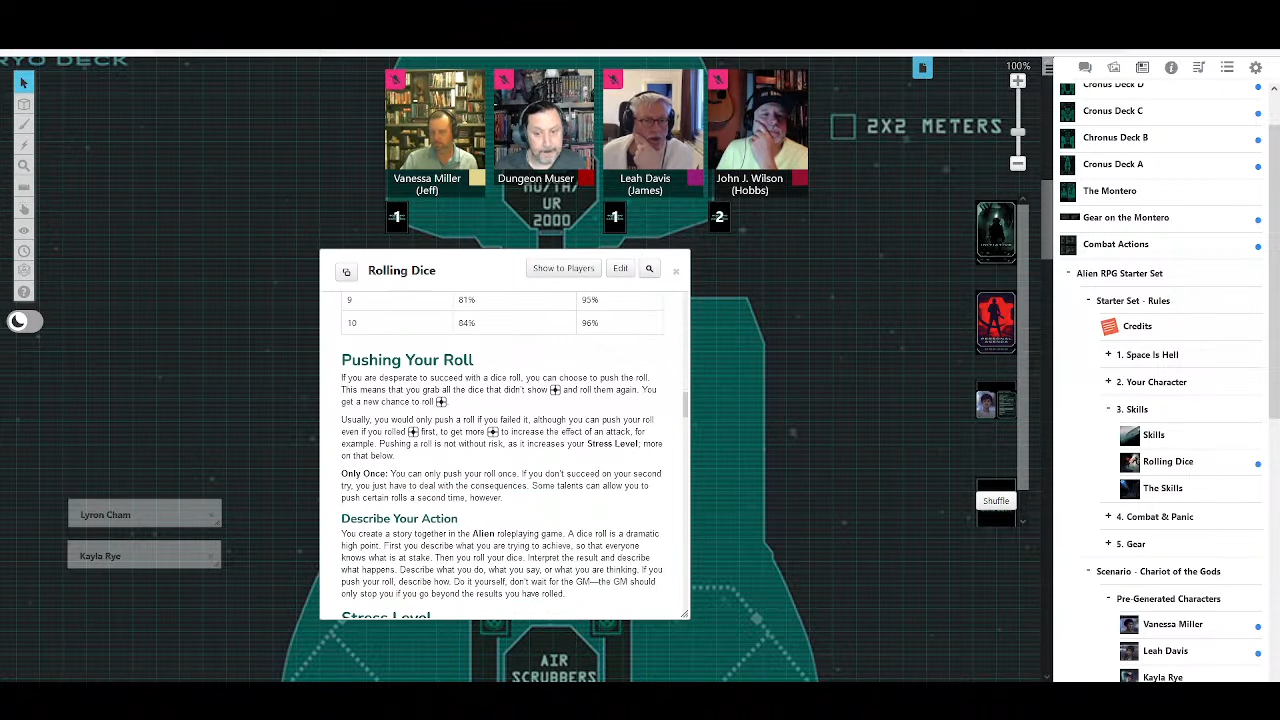 RYO DECK
100%
2X2 METERS
Vanessa Miller
(Jeff)
Dungeon Muser
Leah Davis
(James)
John J. Wilson
(Hobbs)
UR
2000
1
1
2
Rolling Dice
Show to Players
Edit
9 81% 95%
10 84% 96%
Pushing Your Roll
If you are desperate to succeed with a dice roll, you can choose to push the roll.
This means that you grab all the dice that didn't show and roll them again. You
get a new chance to roll .
Usually, you would only push a roll if you failed it, although you can push your roll
even if you rolled first, to get more to increase the effect of an attack, for
example. Pushing a roll is not without risk, as it increases your Stress Level; more
on that below.
Only Once: You can only push your roll once. If you don't succeed on your second
try, you just have to deal with the consequences. Some talents can allow you to
push certain rolls a second time, however.
Describe Your Action
You create a story together in the Alien roleplaying game. A dice roll is a dramatic
high point. First you describe what you are trying to achieve, so that everyone
knows what is at stake. Then you roll your dice. Interpret the result and describe
what happens. Describe what you do, what you say, or what you are thinking. If you
push your roll, describe how. Do it yourself, don't wait for the GM—the GM should
only stop you if you go beyond the results you have rolled.
Stress Level
AIR
SCRUBBERS
Lyron Cham
Kayla Rye
INITIATIVE
PERSONAL
AGENDA
Shuffle
Cronus Deck D
Cronus Deck C
Chronus Deck B
Cronus Deck A
The Montero
Gear on the Montero
Combat Actions
Alien RPG Starter Set
Starter Set - Rules
Credits
1. Space Is Hell
2. Your Character
3. Skills
Skills
Rolling Dice
The Skills
4. Combat & Panic
5. Gear
Scenario - Chariot of the Gods
Pre-Generated Characters
Vanessa Miller
Leah Davis
Kayla Rye